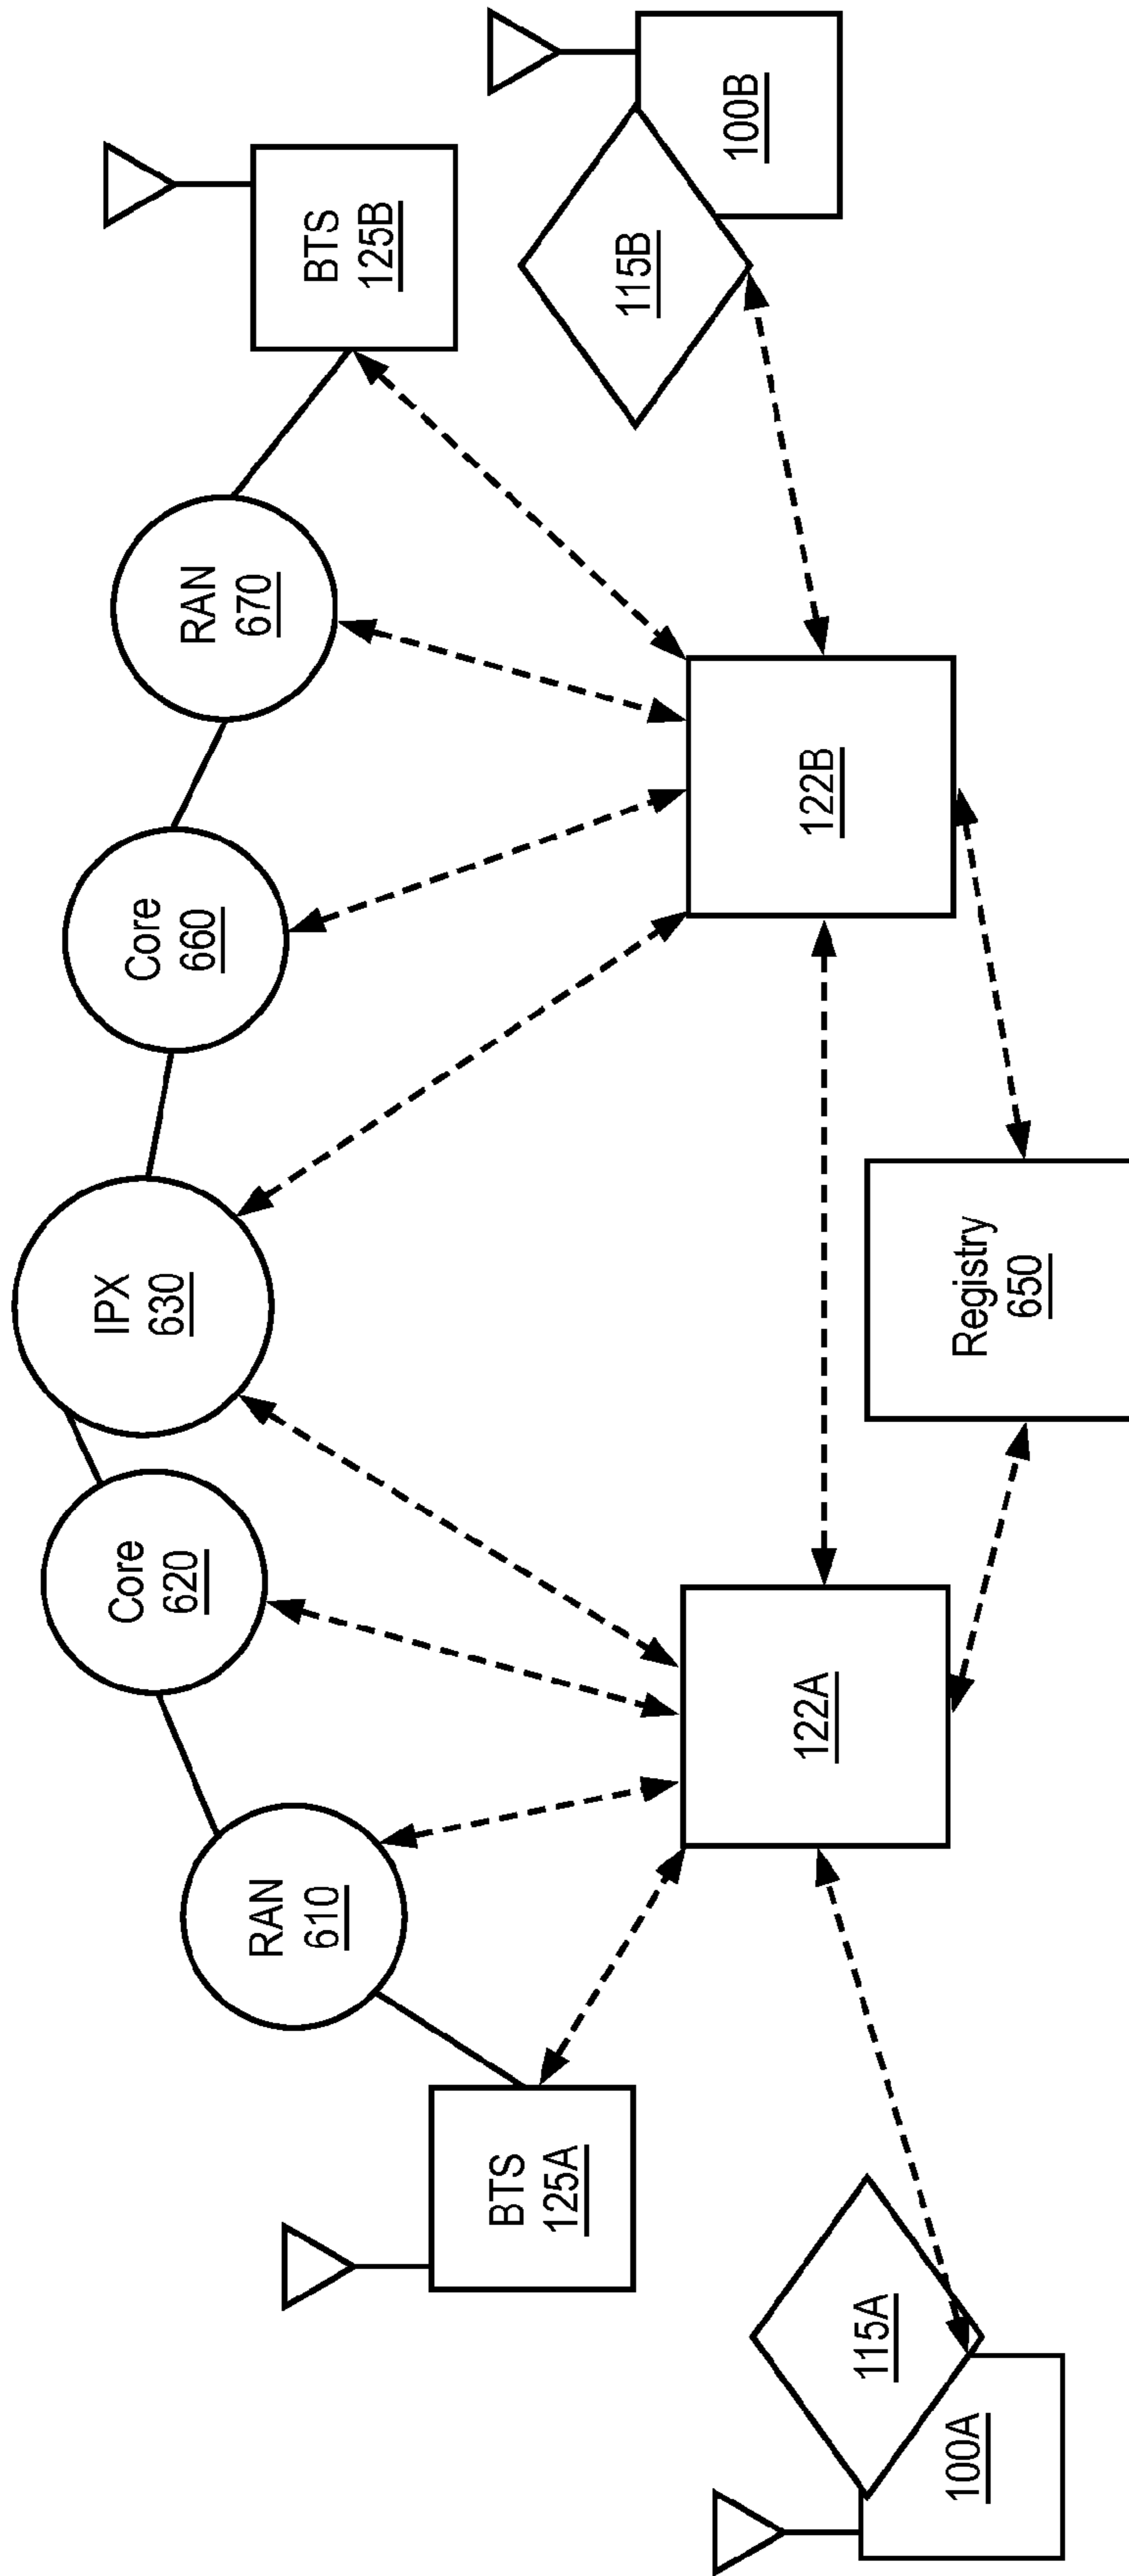 IPX
630
Core
620
Core
660
RAN
610
RAN
670
BTS
125A
BTS
125B
115A
100A
115B
100B
122A
122B
Registry
650